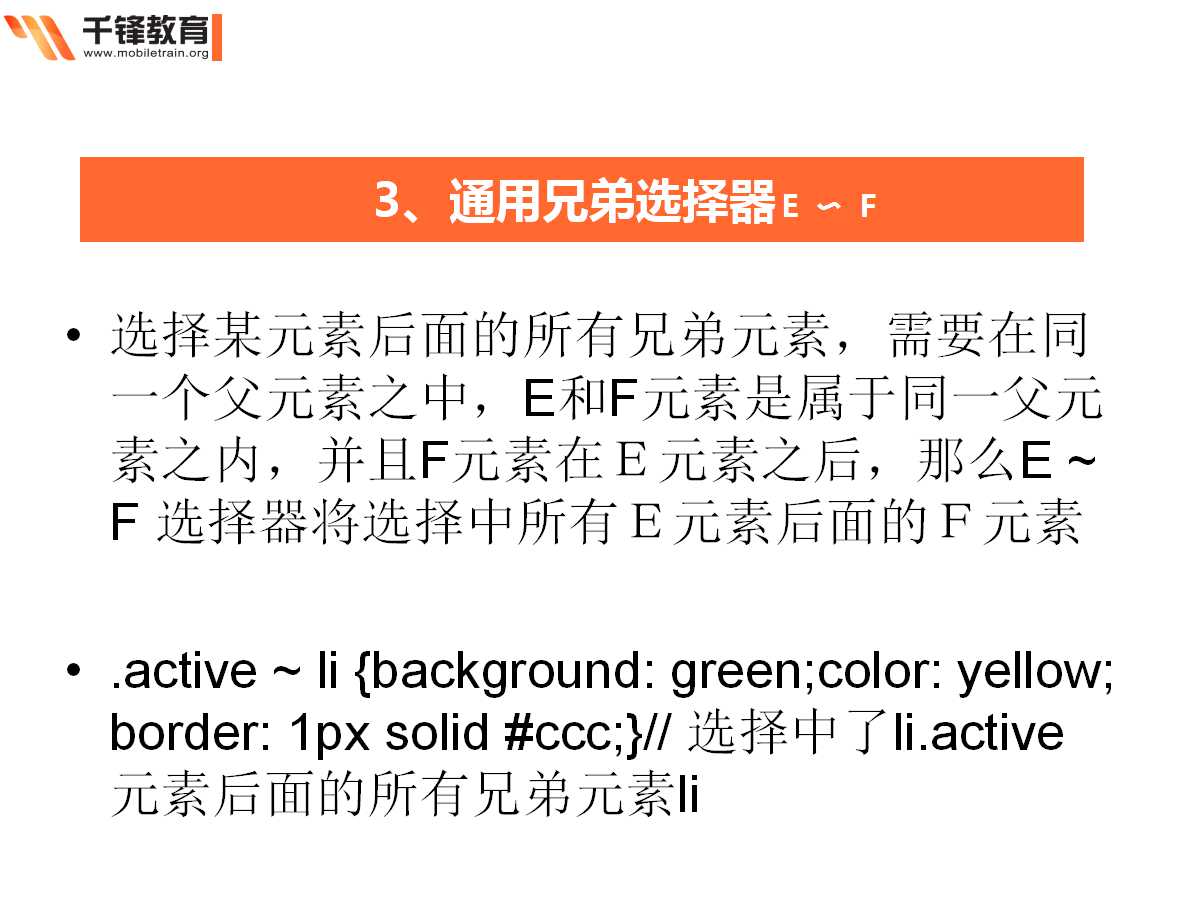 千锋教育
www.mobiletrain.org
3、通用兄弟选择器E ~ F
• 选择某元素后面的所有兄弟元素，需要在同
一个父元素之中，E和F元素是属于同一父元
素之内，并且F元素在Ｅ元素之后，那么E ~
F 选择器将选择中所有Ｅ元素后面的Ｆ元素
• .active ~ li {background: green;color: yellow;
border: 1px solid #ccc;}// 选择中了li.active
元素后面的所有兄弟元素li